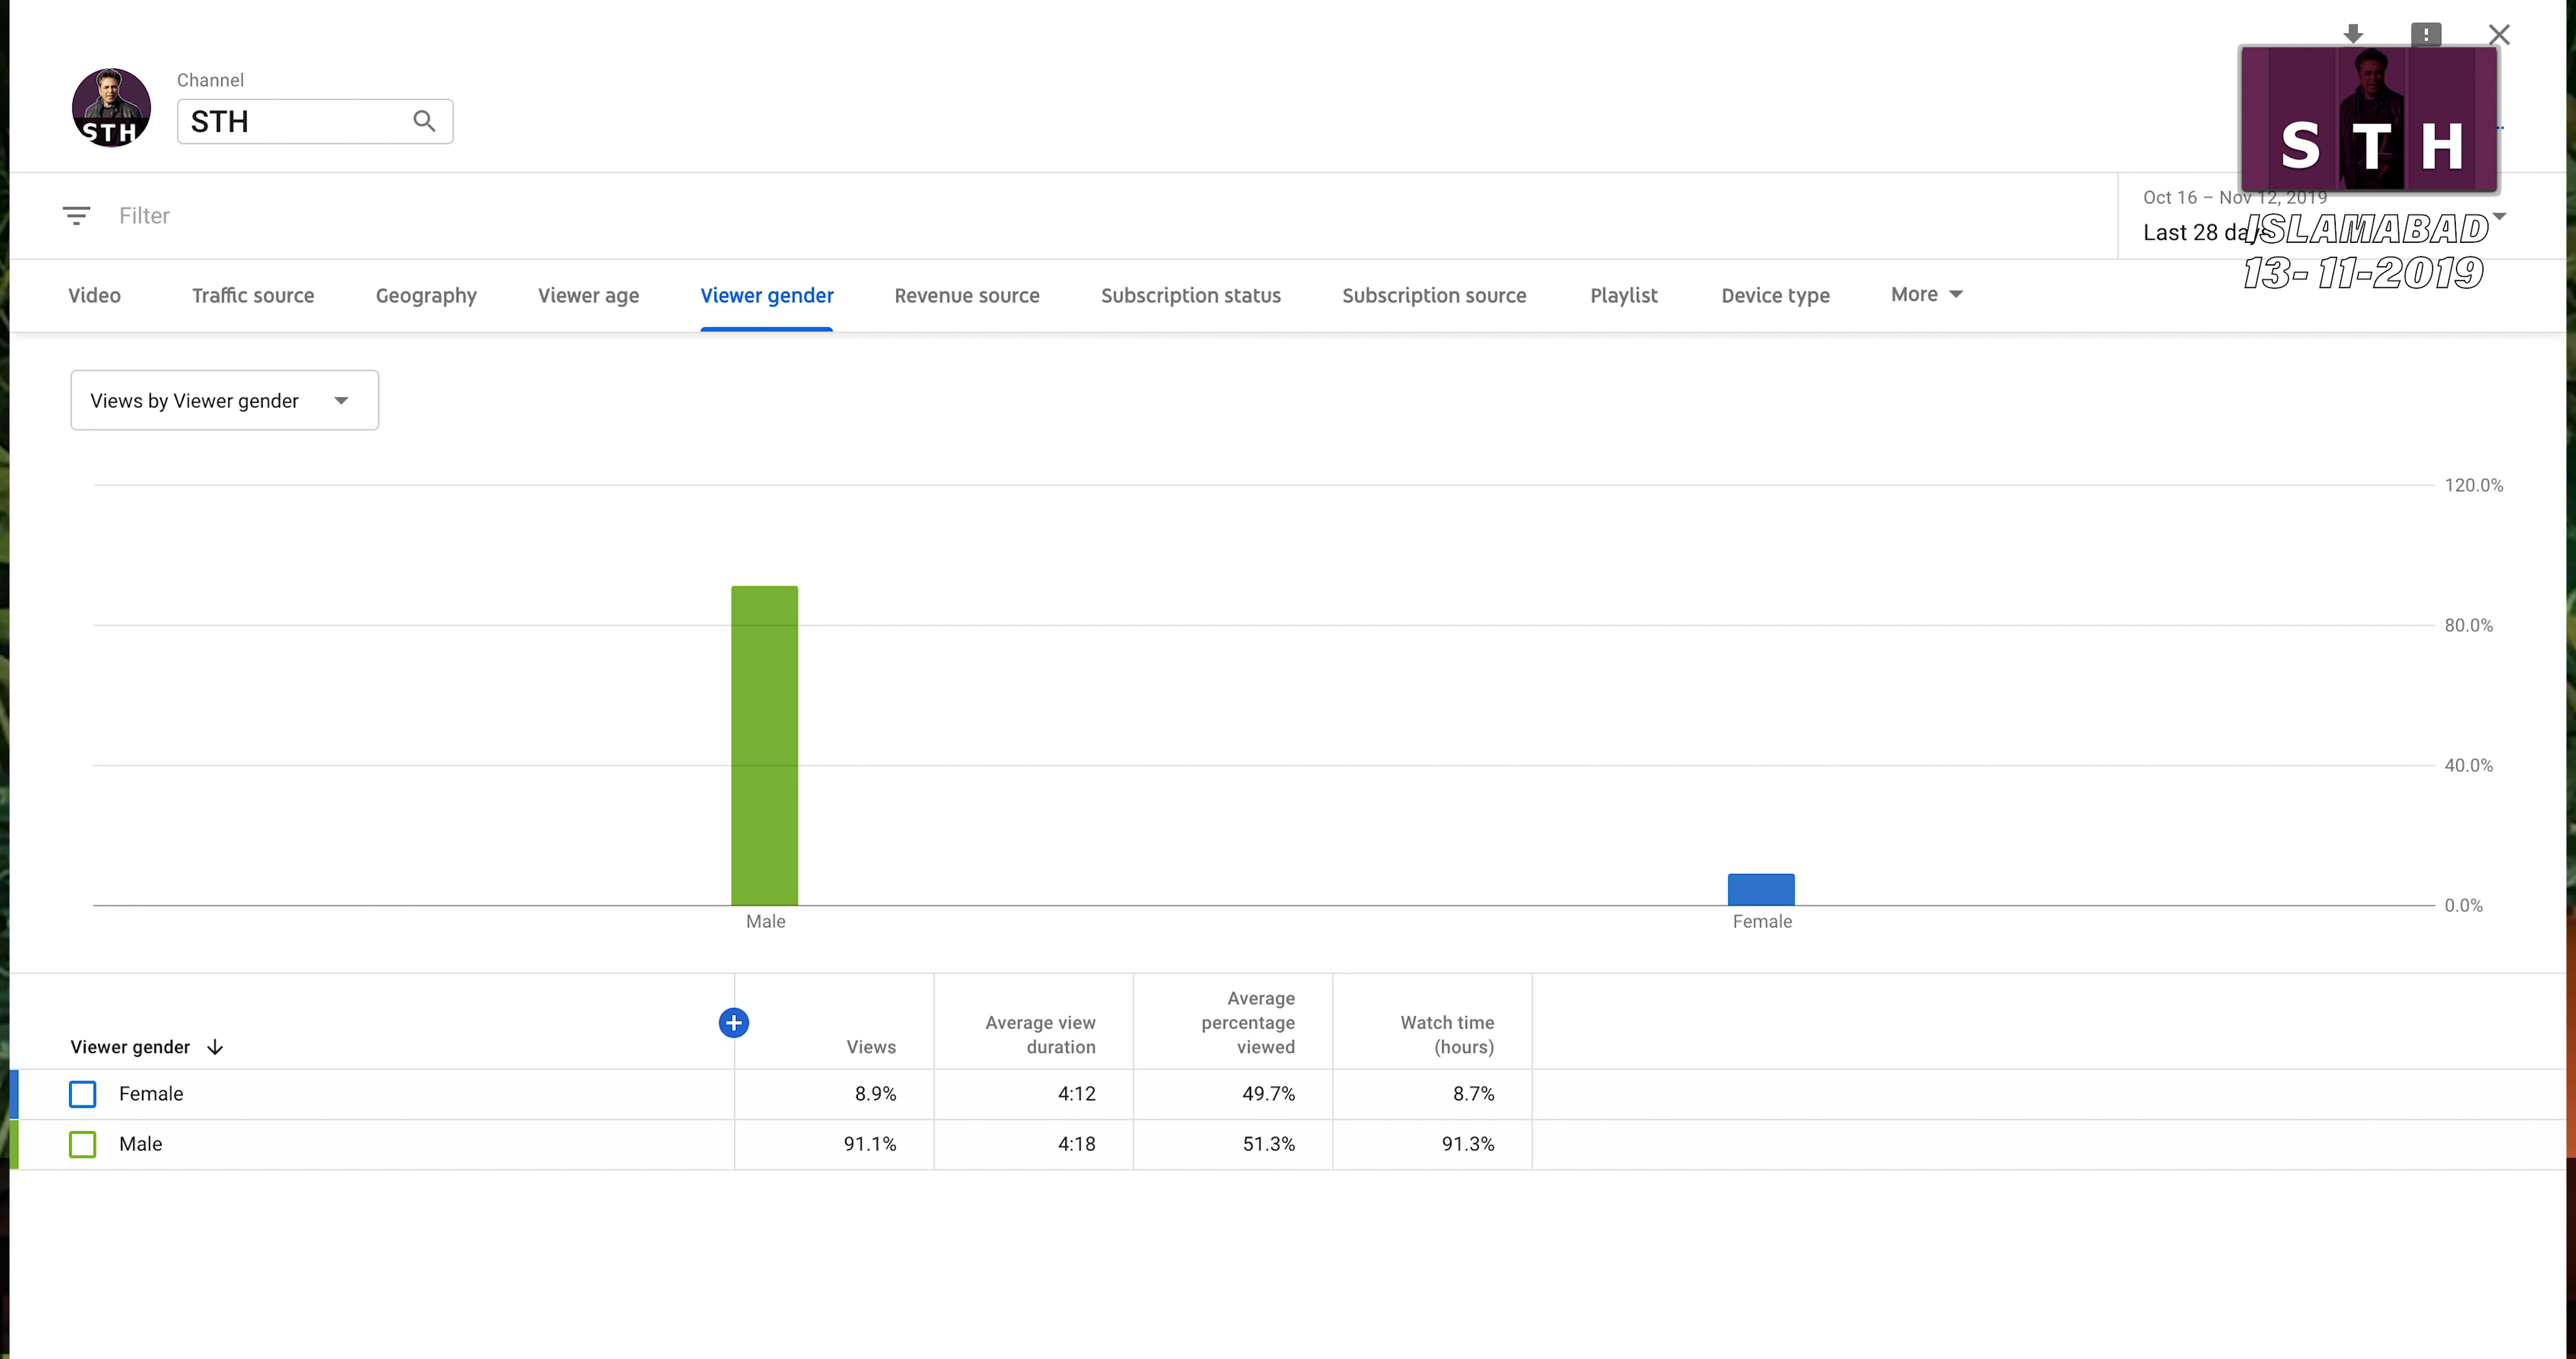 Channel
STH
STH
S T H
Filter
Oct 16 – Nov 12, 2019
Last 28 days
ISLAMABAD
13-11-2019
Video Traffic source Geography Viewer age Viewer gender Revenue source Subscription status Subscription source Playlist Device type More
Views by Viewer gender
120.0%
80.0%
40.0%
0.0%
Male Female
Viewer gender Views Average view duration Average percentage viewed Watch time (hours)
Female 8.9% 4:12 49.7% 8.7%
Male 91.1% 4:18 51.3% 91.3%